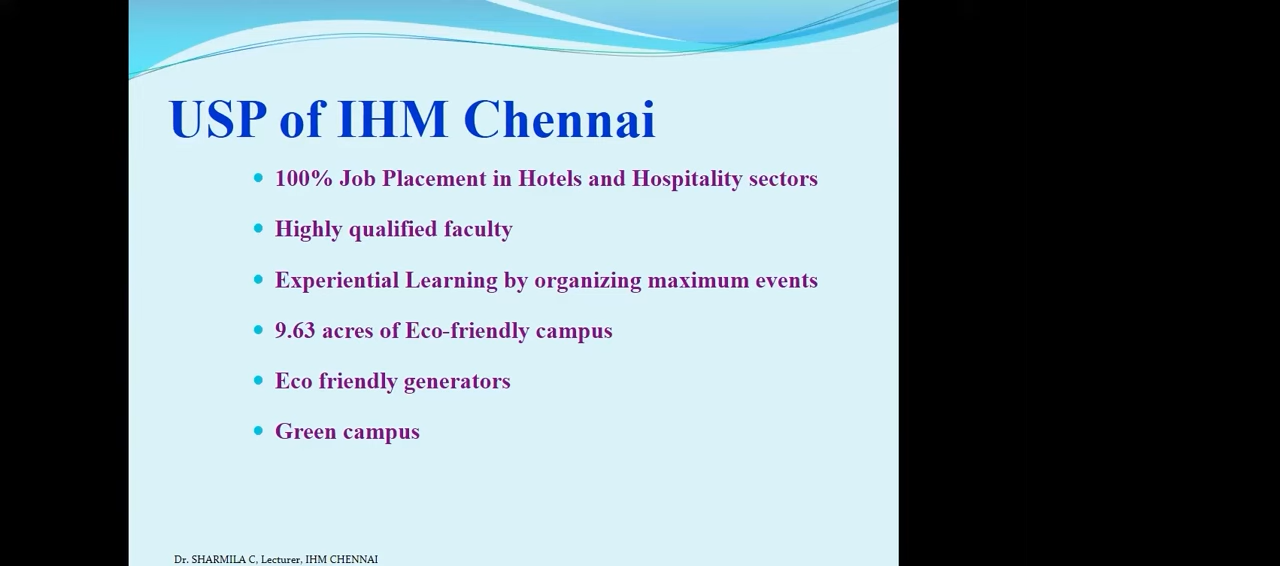 USP of IHM Chennai
100% Job Placement in Hotels and Hospitality sectors
Highly qualified faculty
Experiential Learning by organizing maximum events
9.63 acres of Eco-friendly campus
Eco friendly generators
Green campus
Dr. SHARMILA C, Lecturer, IHM CHENNAI